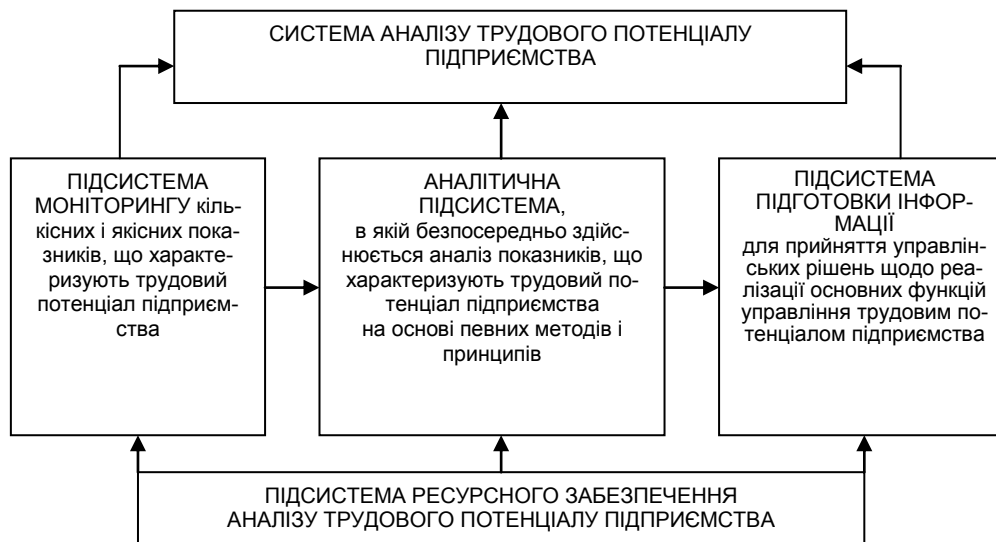 СИСТЕМА АНАЛІЗУ ТРУДОВОГО ПОТЕНЦІАЛУ
ПІДПРИЄМСТВА
ПІДСИСТЕМА
МОНІТОРИНГУ кіль-
кісних і якісних пока-
зників, що характе-
ризують трудовий
потенціал підприєм-
ства
АНАЛІТИЧНА
ПІДСИСТЕМА,
в якій безпосередньо здійс-
нюється аналіз показників, що
характеризують трудовий по-
тенціал підприємства
на основі певних методів і
принципів
ПІДСИСТЕМА
ПІДГОТОВКИ ІНФОР-
МАЦІЇ
для прийняття управлін-
ських рішень щодо реа-
лізації основних функцій
управління трудовим по-
тенціалом підприємства
ПІДСИСТЕМА РЕСУРСНОГО ЗАБЕЗПЕЧЕННЯ
АНАЛІЗУ ТРУДОВОГО ПОТЕНЦІАЛУ ПІДПРИЄМСТВА